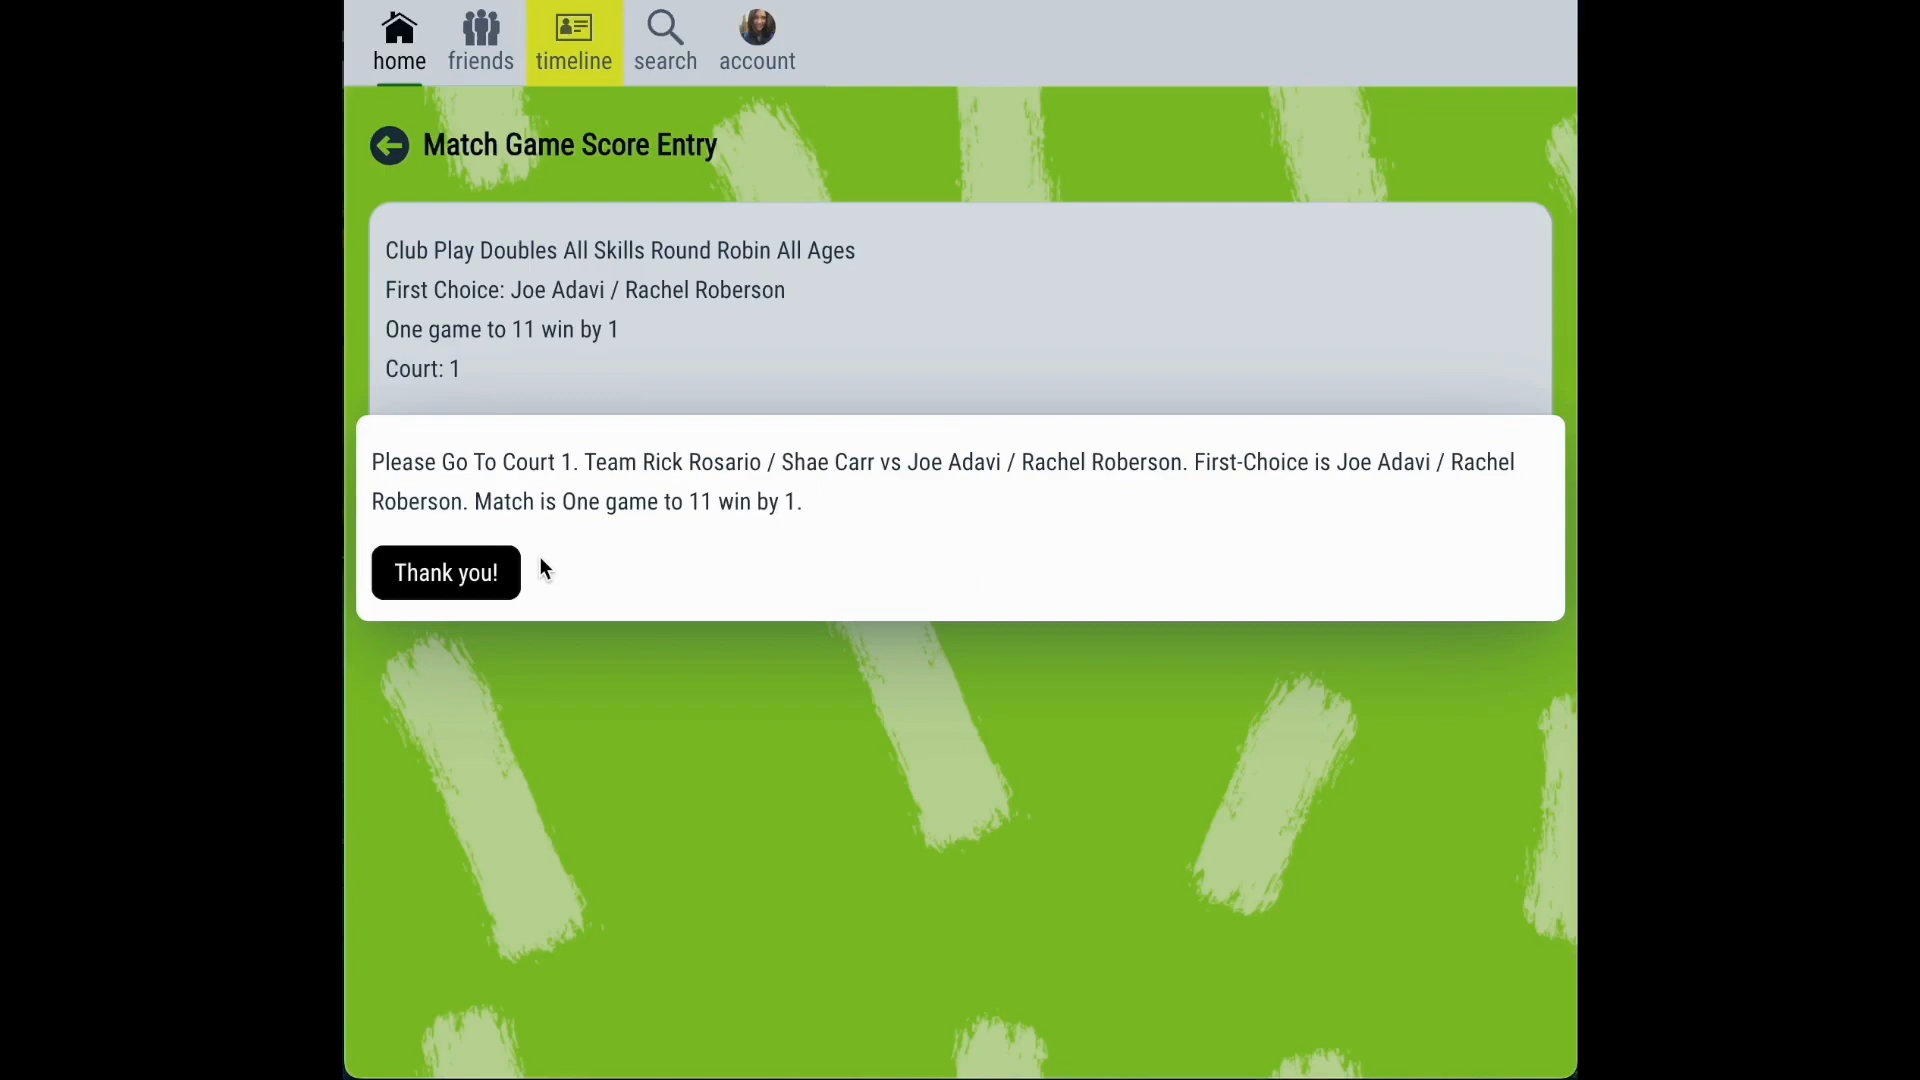 home friends timeline search account
Match Game Score Entry
Club Play Doubles All Skills Round Robin All Ages
First Choice: Joe Adavi / Rachel Roberson
One game to 11 win by 1
Court: 1
Please Go To Court 1. Team Rick Rosario / Shae Carr vs Joe Adavi / Rachel Roberson. First-Choice is Joe Adavi / Rachel
Roberson. Match is One game to 11 win by 1.
Thank you!